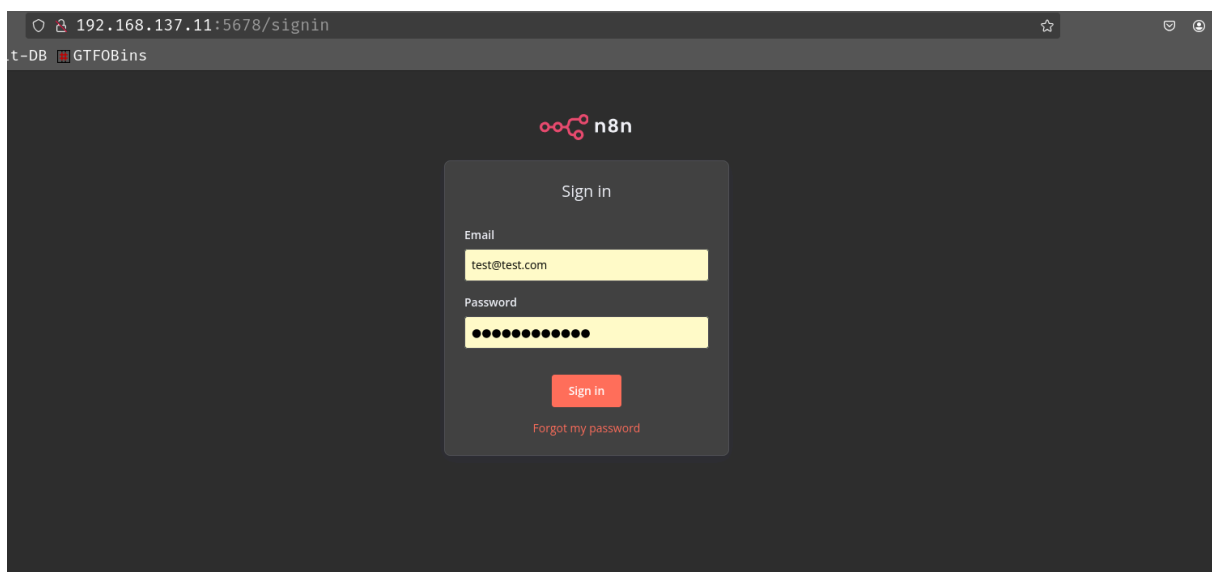 192.168.137.11:5678/signin
t-DB GTFOBins
n8n
Sign in
Email
test@test.com
Password
●●●●●●●●●●●●
Sign in
Forgot my password